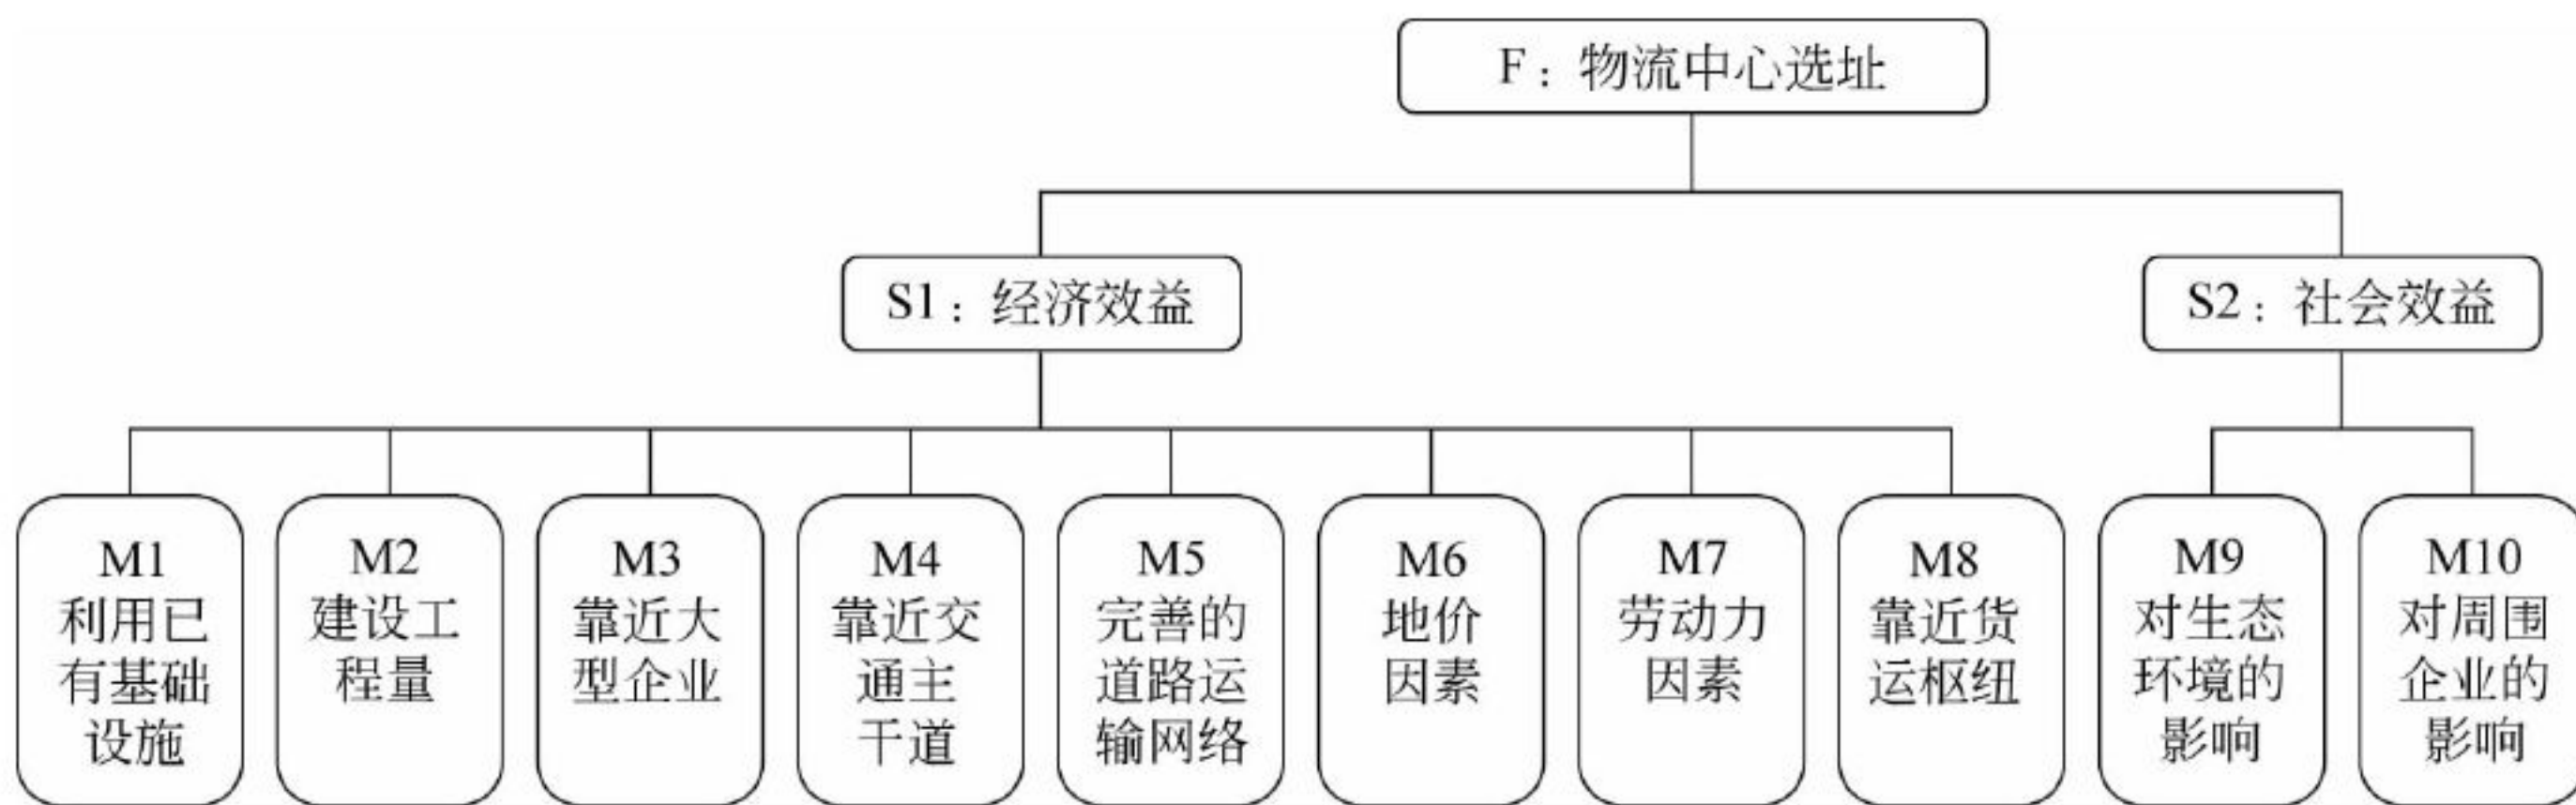 F：物流中心选址
S1：经济效益
S2：社会效益
M1
利用已
有基础
设施
M2
建设工
程量
M3
靠近大
型企业
M4
靠近交
通主
干道
M5
完善的
道路运
输网络
M6
地价
因素
M7
劳动力
因素
M8
靠近货
运枢纽
M9
对生态
环境的
影响
M10
对周围
企业的
影响